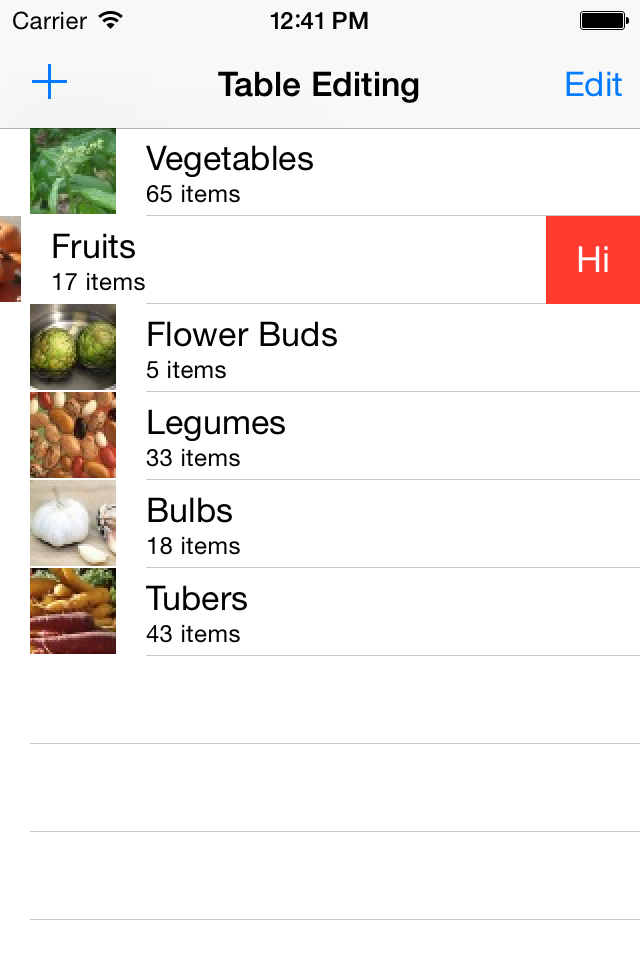 Carrier 12:41 PM
Table Editing Edit
Vegetables
65 items
Fruits Hi
17 items
Flower Buds
5 items
Legumes
33 items
Bulbs
18 items
Tubers
43 items